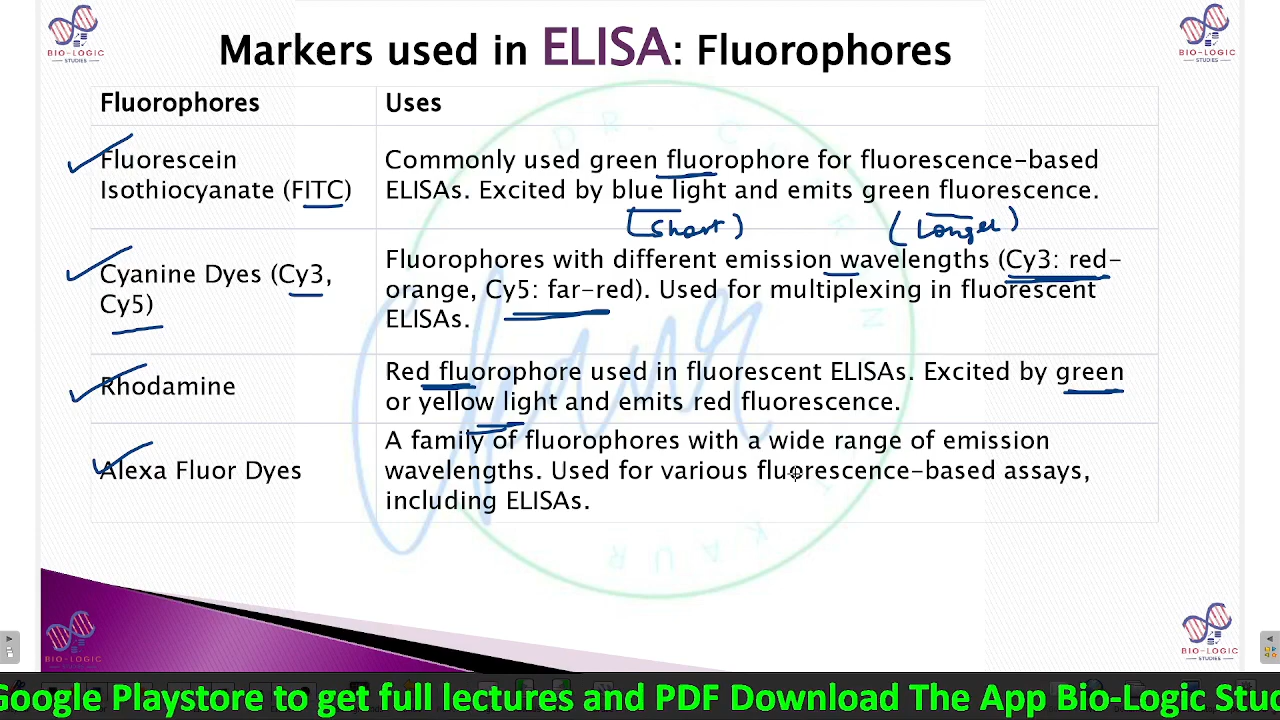 BIO-LOGIC
STUDIES
Markers used in ELISA: Fluorophores
BIO-LOGIC
STUDIES
Fluorophores
Uses
Fluorescein
Isothiocyanate (FITC)
Commonly used green fluorophore for fluorescence-based
ELISAs. Excited by blue light and emits green fluorescence.
(Short)
(Longer)
Cyanine Dyes (Cy3,
Cy5)
Fluorophores with different emission wavelengths (Cy3: red-
orange, Cy5: far-red). Used for multiplexing in fluorescent
ELISAs.
Rhodamine
Red fluorophore used in fluorescent ELISAs. Excited by green
or yellow light and emits red fluorescence.
Alexa Fluor Dyes
A family of fluorophores with a wide range of emission
wavelengths. Used for various fluorescence-based assays,
including ELISAs.
BIO-LOGIC
STUDIES
BIO-LOGIC
STUDIES
Google Playstore to get full lectures and PDF Download The App Bio-Logic Stu